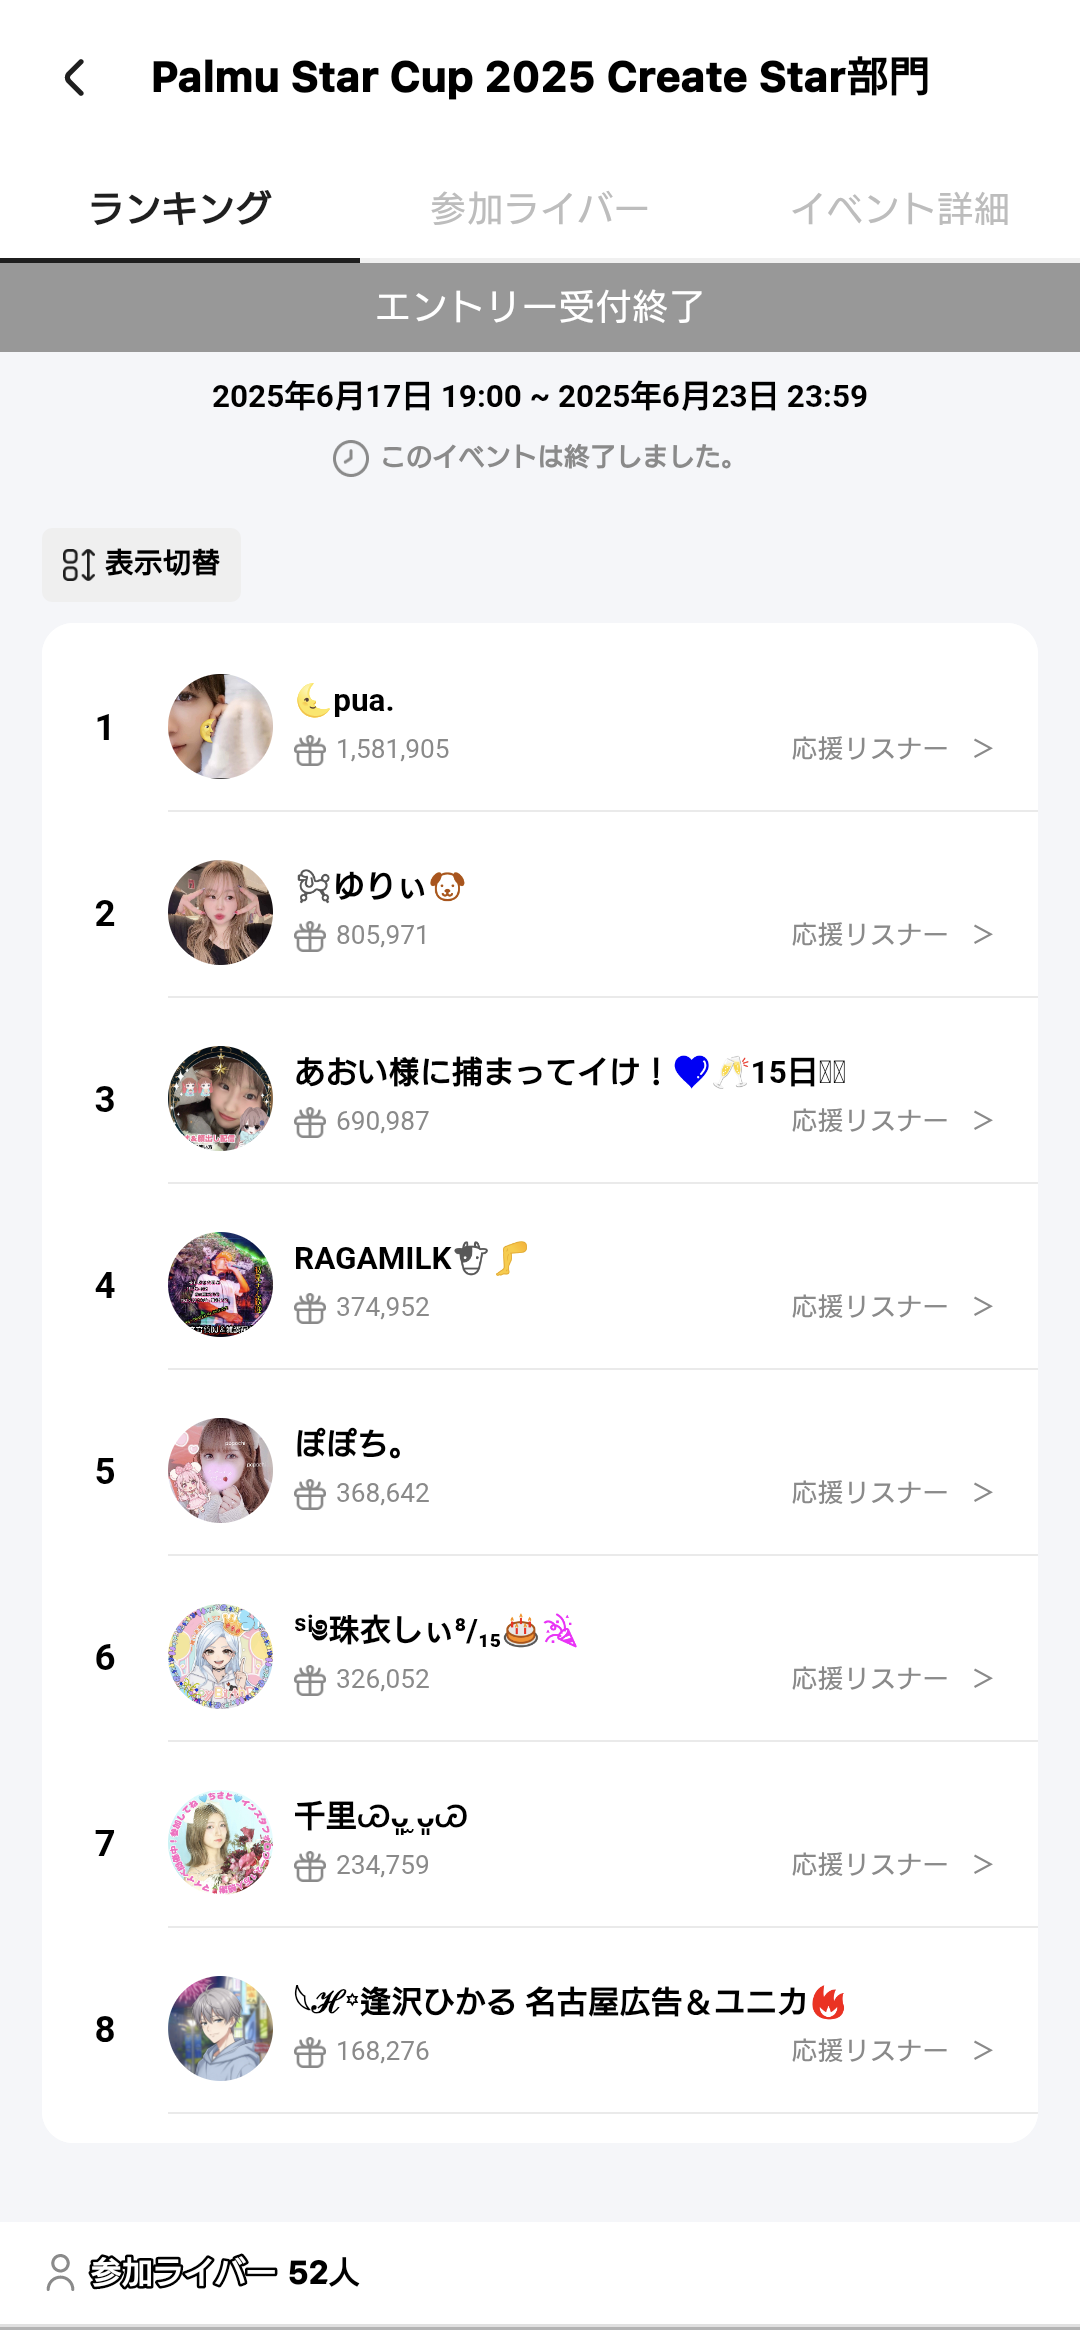 Palmu Star Cup 2025 Create Star部門
ランキング 参加ライバー イベント詳細
エントリー受付終了
2025年6月17日 19:00 ~ 2025年6月23日 23:59
このイベントは終了しました。
表示切替
1
🌜pua.
1,581,905 応援リスナー >
2
🐩ゆりぃ🐶
805,971 応援リスナー >
3
あおい様に捕まってイけ！💙🥂15日
690,987 応援リスナー >
4
RAGAMILK🐮🦵
374,952 応援リスナー >
5
ぽぽち。
368,642 応援リスナー >
6
ˢⁱ𖤐珠衣しぃ⁸/₁₅🎂🎉
326,052 応援リスナー >
7
千里
234,759 応援リスナー >
8
ℋ✡逢沢ひかる 名古屋広告＆ユニカ🔥
168,276 応援リスナー >
参加ライバー 52人